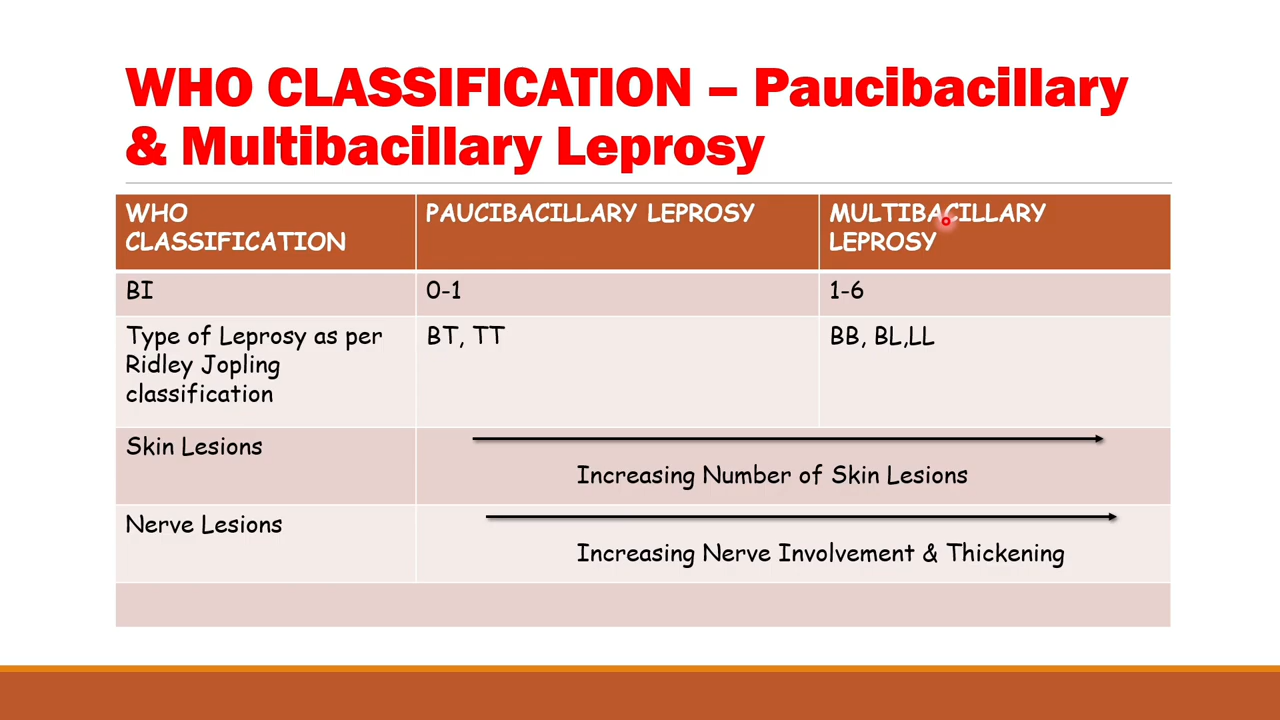 WHO CLASSIFICATION – Paucibacillary
& Multibacillary Leprosy
WHO
CLASSIFICATION
PAUCIBACILLARY LEPROSY
MULTIBACILLARY
LEPROSY
BI
0-1
1-6
Type of Leprosy as per
Ridley Jopling
classification
BT, TT
BB, BL,LL
Skin Lesions
Increasing Number of Skin Lesions
Nerve Lesions
Increasing Nerve Involvement & Thickening